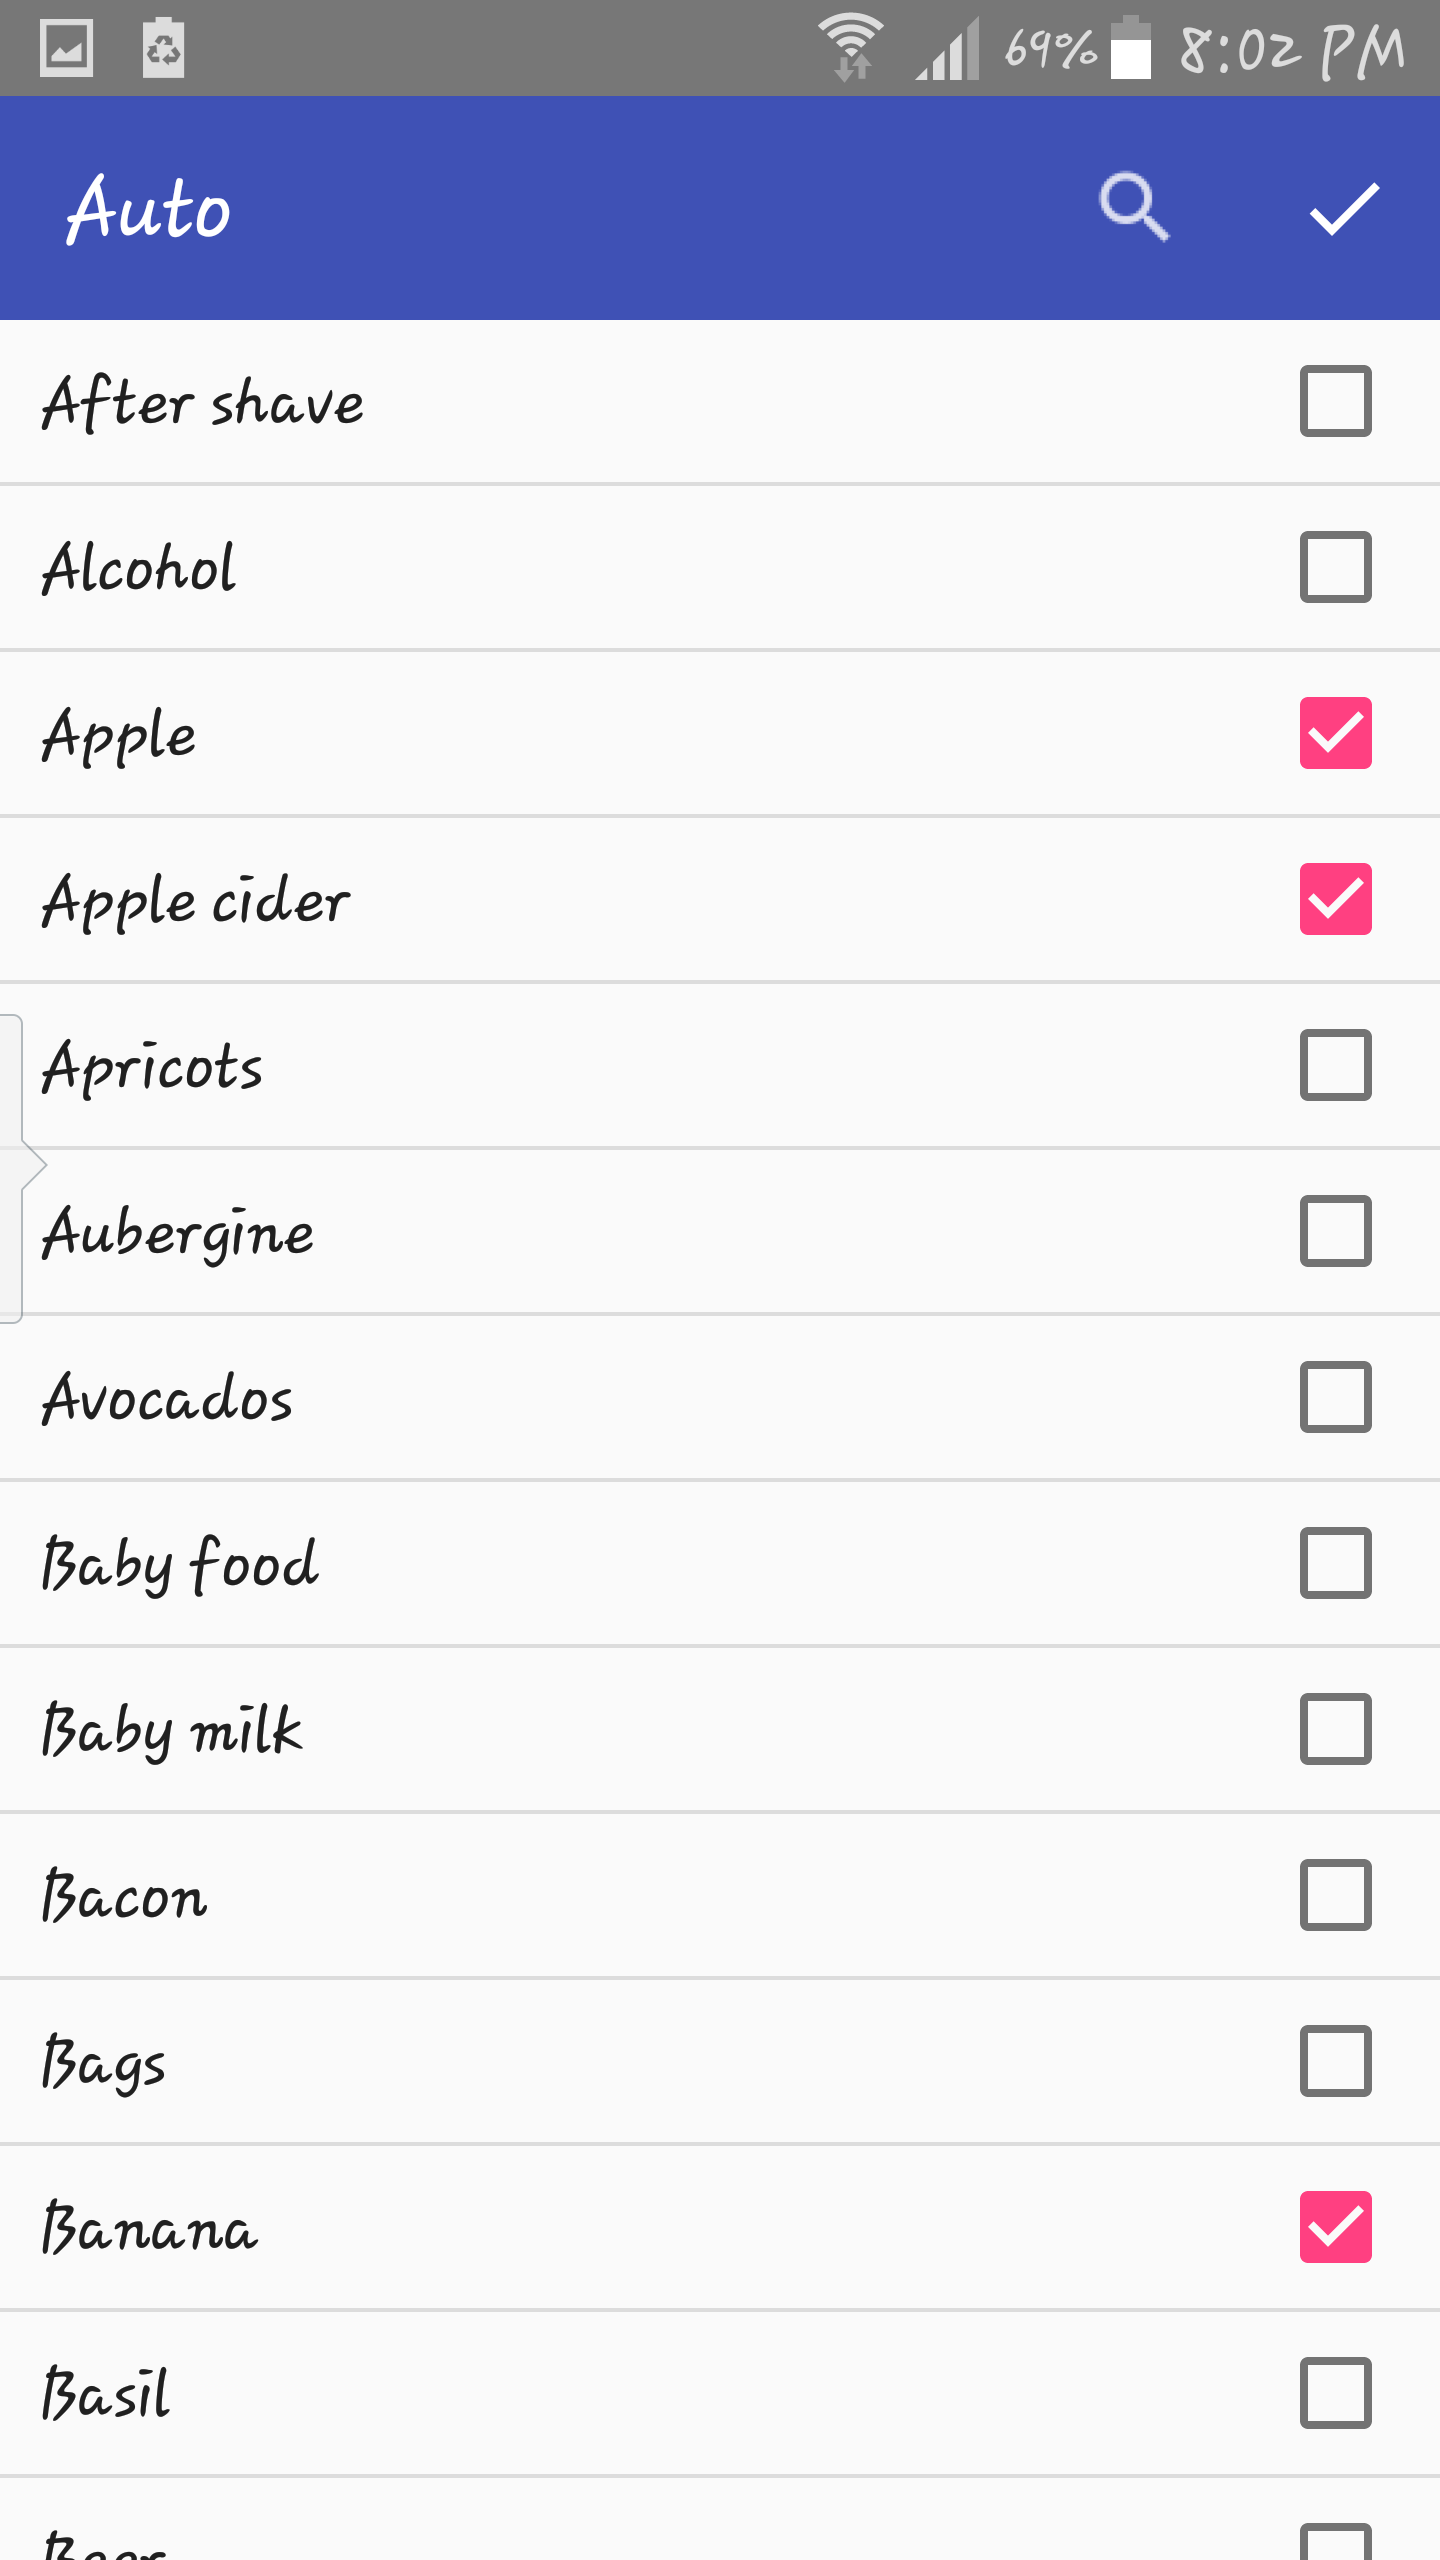 69% 8:02 PM
Auto
After shave
Alcohol
Apple
Apple cider
Apricots
Aubergine
Avocados
Baby food
Baby milk
Bacon
Bags
Banana
Basil
Beer